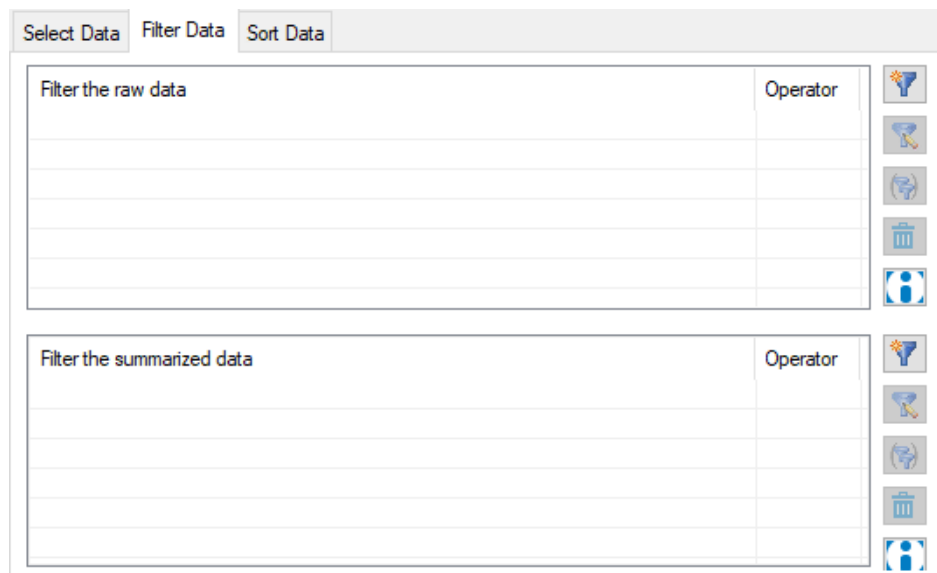 Select Data Filter Data Sort Data
Filter the raw data Operator
Filter the summarized data Operator